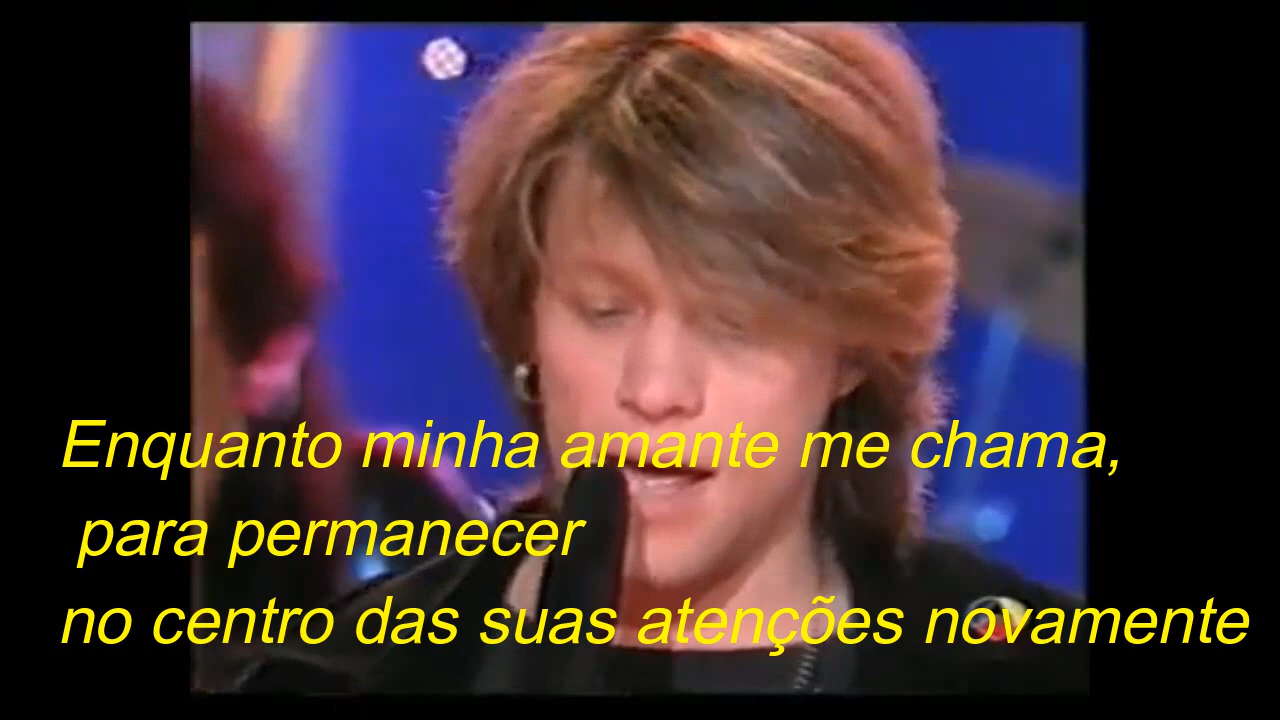 Enquanto minha amante me chama,
para permanecer
no centro das suas atenções novamente